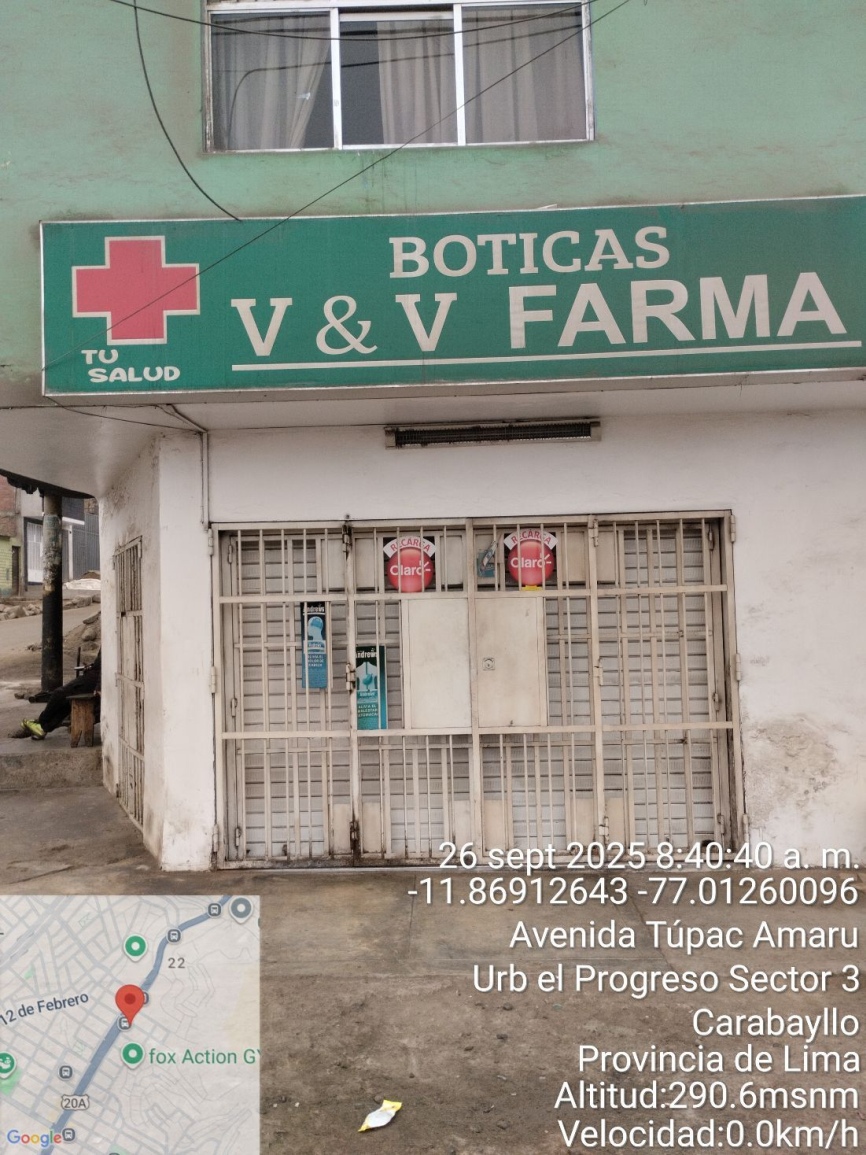 BOTICAS
V & V FARMA
TU
SALUD
RECARGA
Claro
RECARGA
Claro
26 sept 2025 8:40:40 a. m.
-11.86912643 -77.01260096
Avenida Túpac Amaru
Urb el Progreso Sector 3
Carabayllo
Provincia de Lima
Altitud:290.6msnm
Velocidad:0.0km/h
22
12 de Febrero
fox Action G
20A
Google